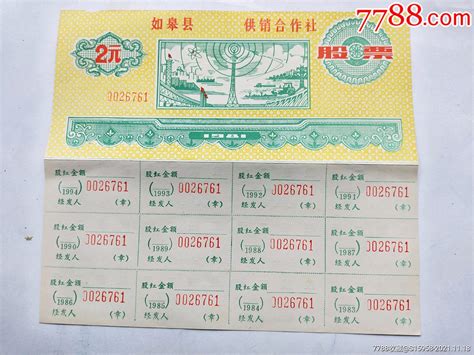 7788.com
如皋县 供销合作社
2元 股票
0026761
1981
股红金额 股红金额 股红金额 股红金额
(1994) 0026761 (1993) 0026761 (1992) 0026761 (1991) 0026761
经发人 (章) 经发人 (章) 经发人 (章) 经发人 (章)
股红金额 股红金额 股红金额 股红金额
(1990) 0026761 (1989) 0026761 (1988) 0026761 (1987) 0026761
经发人 (章) 经发人 (章) 经发人 (章) 经发人 (章)
股红金额 股红金额 股红金额 股红金额
(1986) 0026761 (1985) 0026761 (1984) 0026761 (1983) 0026761
经发人 (章) 经发人 (章) 经发人 (章) 经发人 (章)